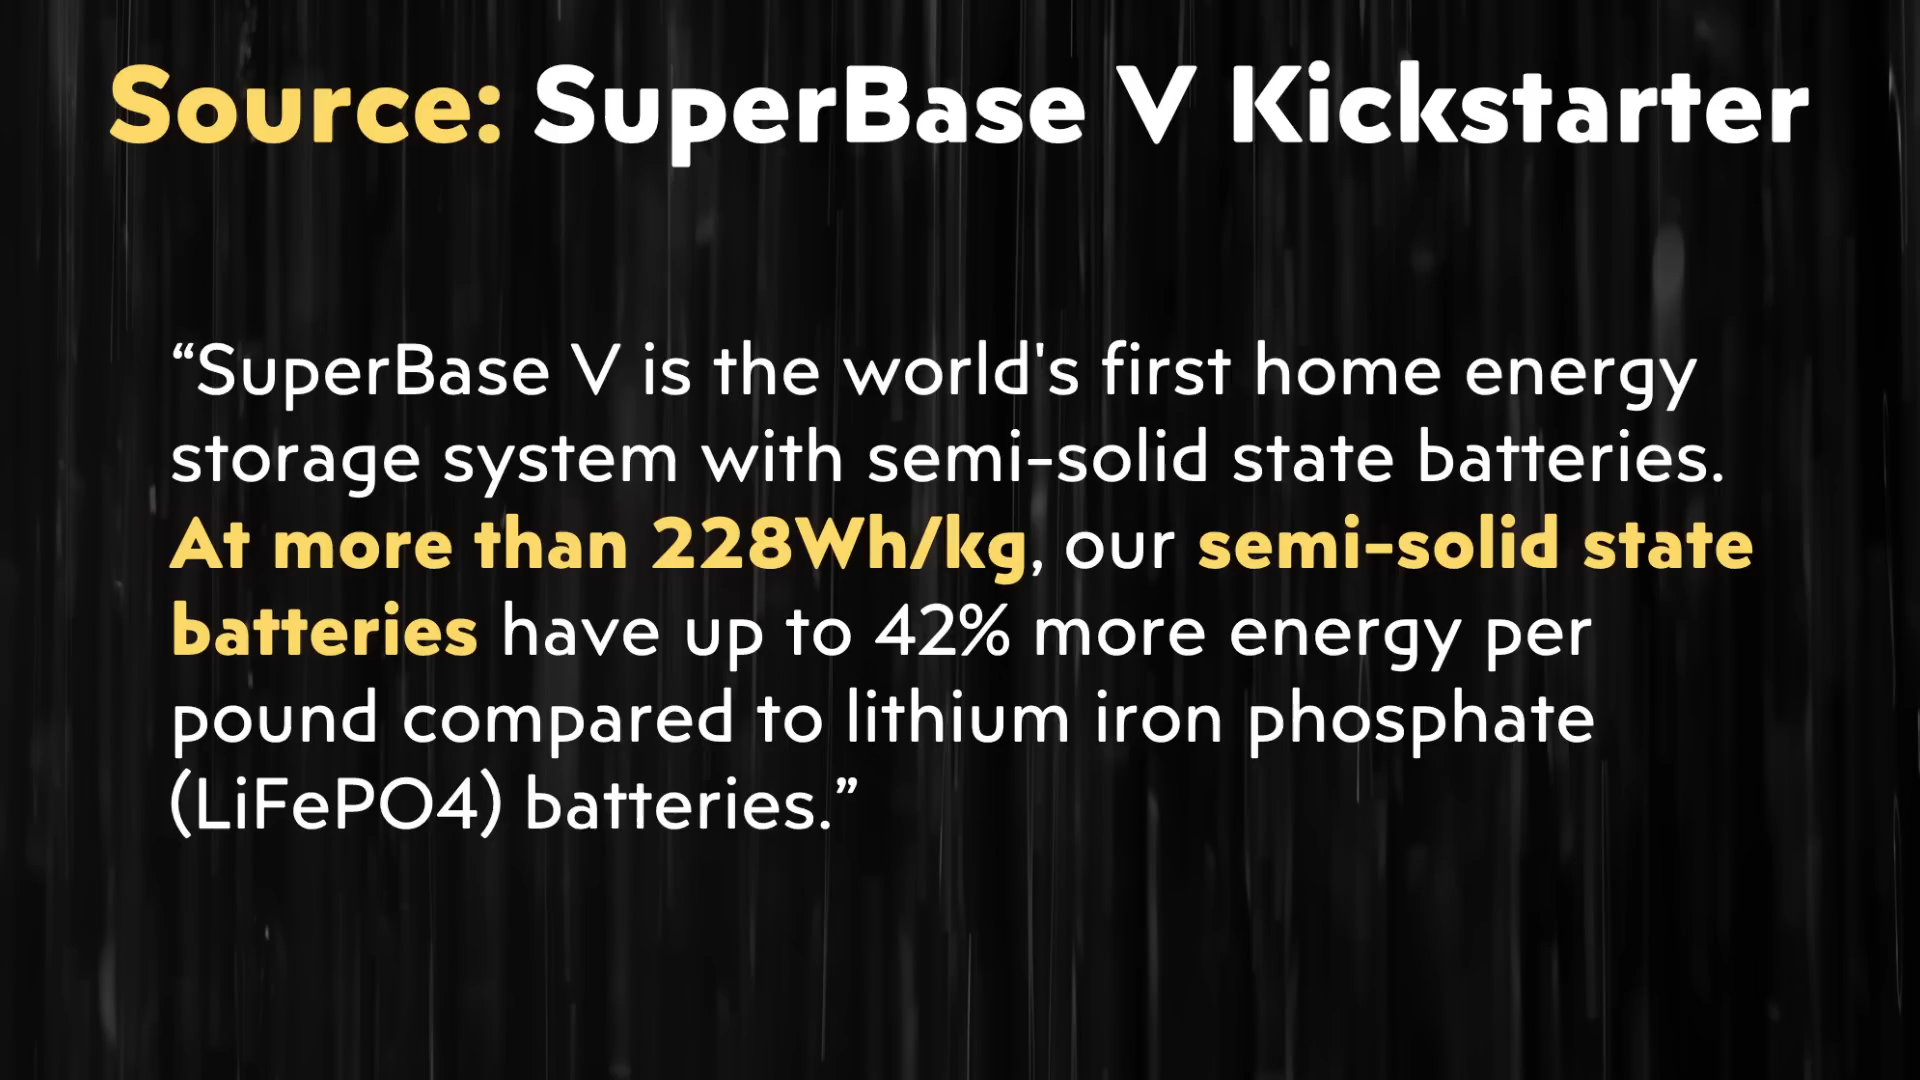 Source: SuperBase V Kickstarter
“SuperBase V is the world's first home energy
storage system with semi-solid state batteries.
At more than 228Wh/kg, our semi-solid state
batteries have up to 42% more energy per
pound compared to lithium iron phosphate
(LiFePO4) batteries.”